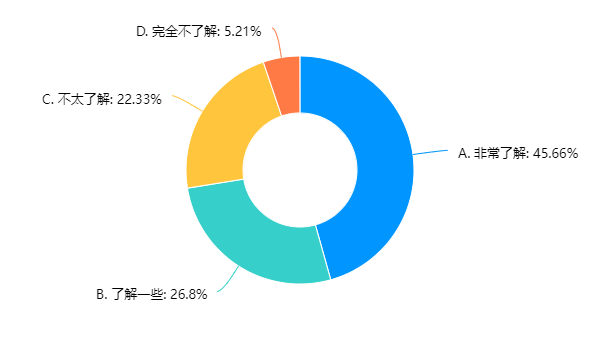 D. 完全不了解: 5.21%
C. 不太了解: 22.33%
A. 非常了解: 45.66%
B. 了解一些: 26.8%